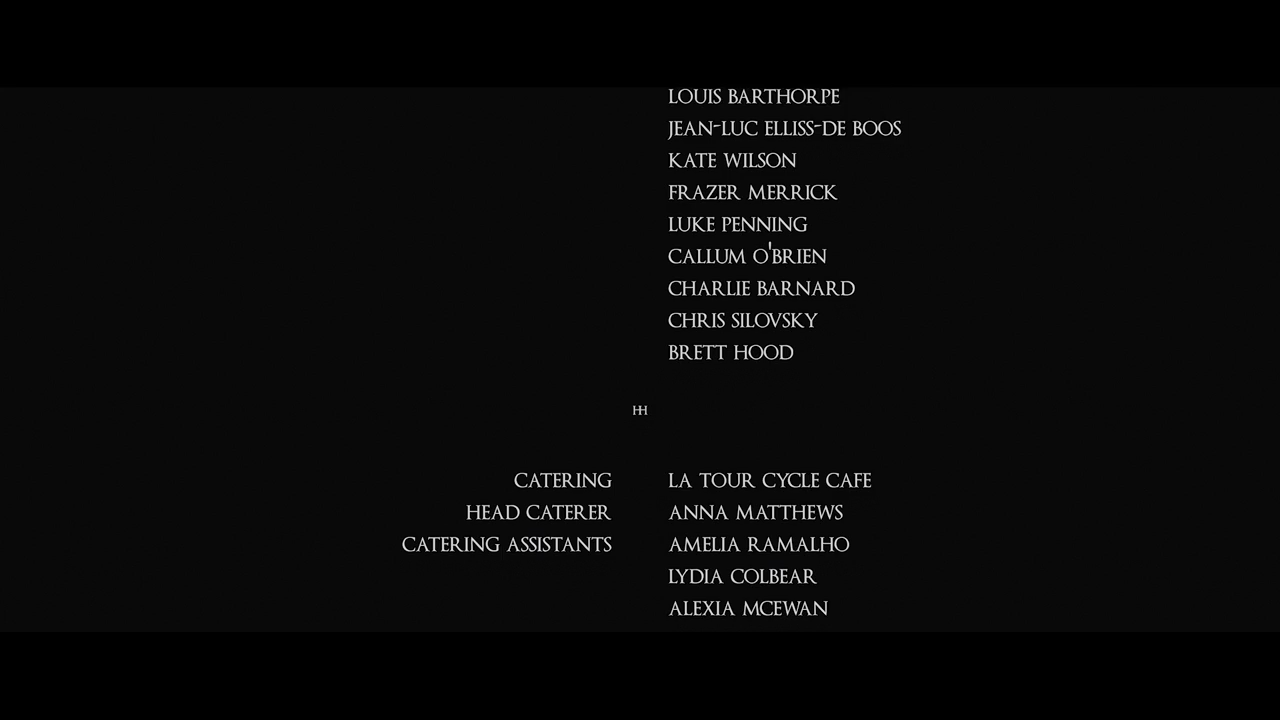 LOUIS BARTHORPE
JEAN-LUC ELLISS-DE BOOS
KATE WILSON
FRAZER MERRICK
LUKE PENNING
CALLUM O'BRIEN
CHARLIE BARNARD
CHRIS SILOVSKY
BRETT HOOD
HH
CATERING LA TOUR CYCLE CAFE
HEAD CATERER ANNA MATTHEWS
CATERING ASSISTANTS AMELIA RAMALHO
LYDIA COLBEAR
ALEXIA MCEWAN